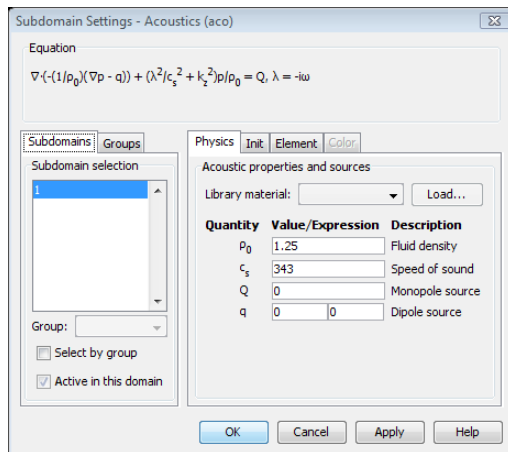 Subdomain Settings - Acoustics (aco)
Equation
∇·(-(1/ρ₀)(∇p - q)) + (λ²/cₛ² + k_z²)p/ρ₀ = Q, λ = -iω
Subdomains Groups
Subdomain selection
1
Group:
Select by group
Active in this domain
Physics Init Element Color
Acoustic properties and sources
Library material: Load...
Quantity Value/Expression Description
ρ₀ 1.25 Fluid density
cₛ 343 Speed of sound
Q 0 Monopole source
q 0 0 Dipole source
OK Cancel Apply Help